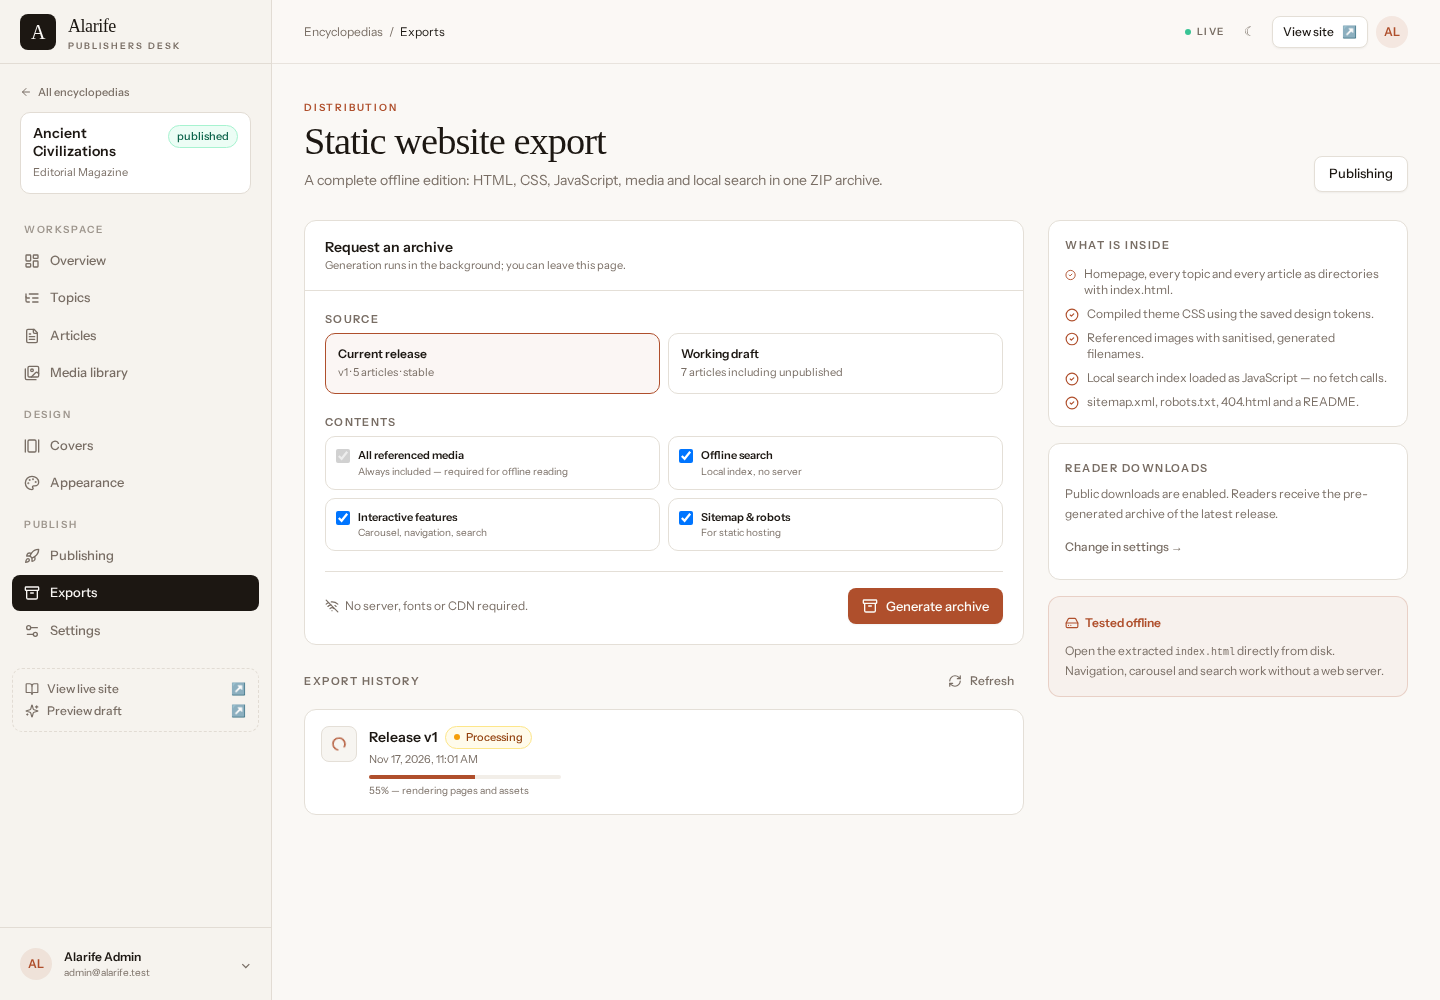 A
Alarife
PUBLISHERS DESK
All encyclopedias
Ancient
Civilizations
published
Editorial Magazine
WORKSPACE
Overview
Topics
Articles
Media library
DESIGN
Covers
Appearance
PUBLISH
Publishing
Exports
Settings
View live site
Preview draft
AL
Alarife Admin
admin@alarife.test
Encyclopedias / Exports
LIVE
View site
AL
DISTRIBUTION
Static website export
A complete offline edition: HTML, CSS, JavaScript, media and local search in one ZIP archive.
Publishing
Request an archive
Generation runs in the background; you can leave this page.
SOURCE
Current release
v1 · 5 articles · stable
Working draft
7 articles including unpublished
CONTENTS
All referenced media
Always included — required for offline reading
Offline search
Local index, no server
Interactive features
Carousel, navigation, search
Sitemap & robots
For static hosting
No server, fonts or CDN required.
Generate archive
EXPORT HISTORY
Refresh
Release v1
Processing
Nov 17, 2026, 11:01 AM
55% — rendering pages and assets
WHAT IS INSIDE
Homepage, every topic and every article as directories
with index.html.
Compiled theme CSS using the saved design tokens.
Referenced images with sanitised, generated
filenames.
Local search index loaded as JavaScript — no fetch calls.
sitemap.xml, robots.txt, 404.html and a README.
READER DOWNLOADS
Public downloads are enabled. Readers receive the pre-
generated archive of the latest release.
Change in settings →
Tested offline
Open the extracted index.html directly from disk.
Navigation, carousel and search work without a web server.